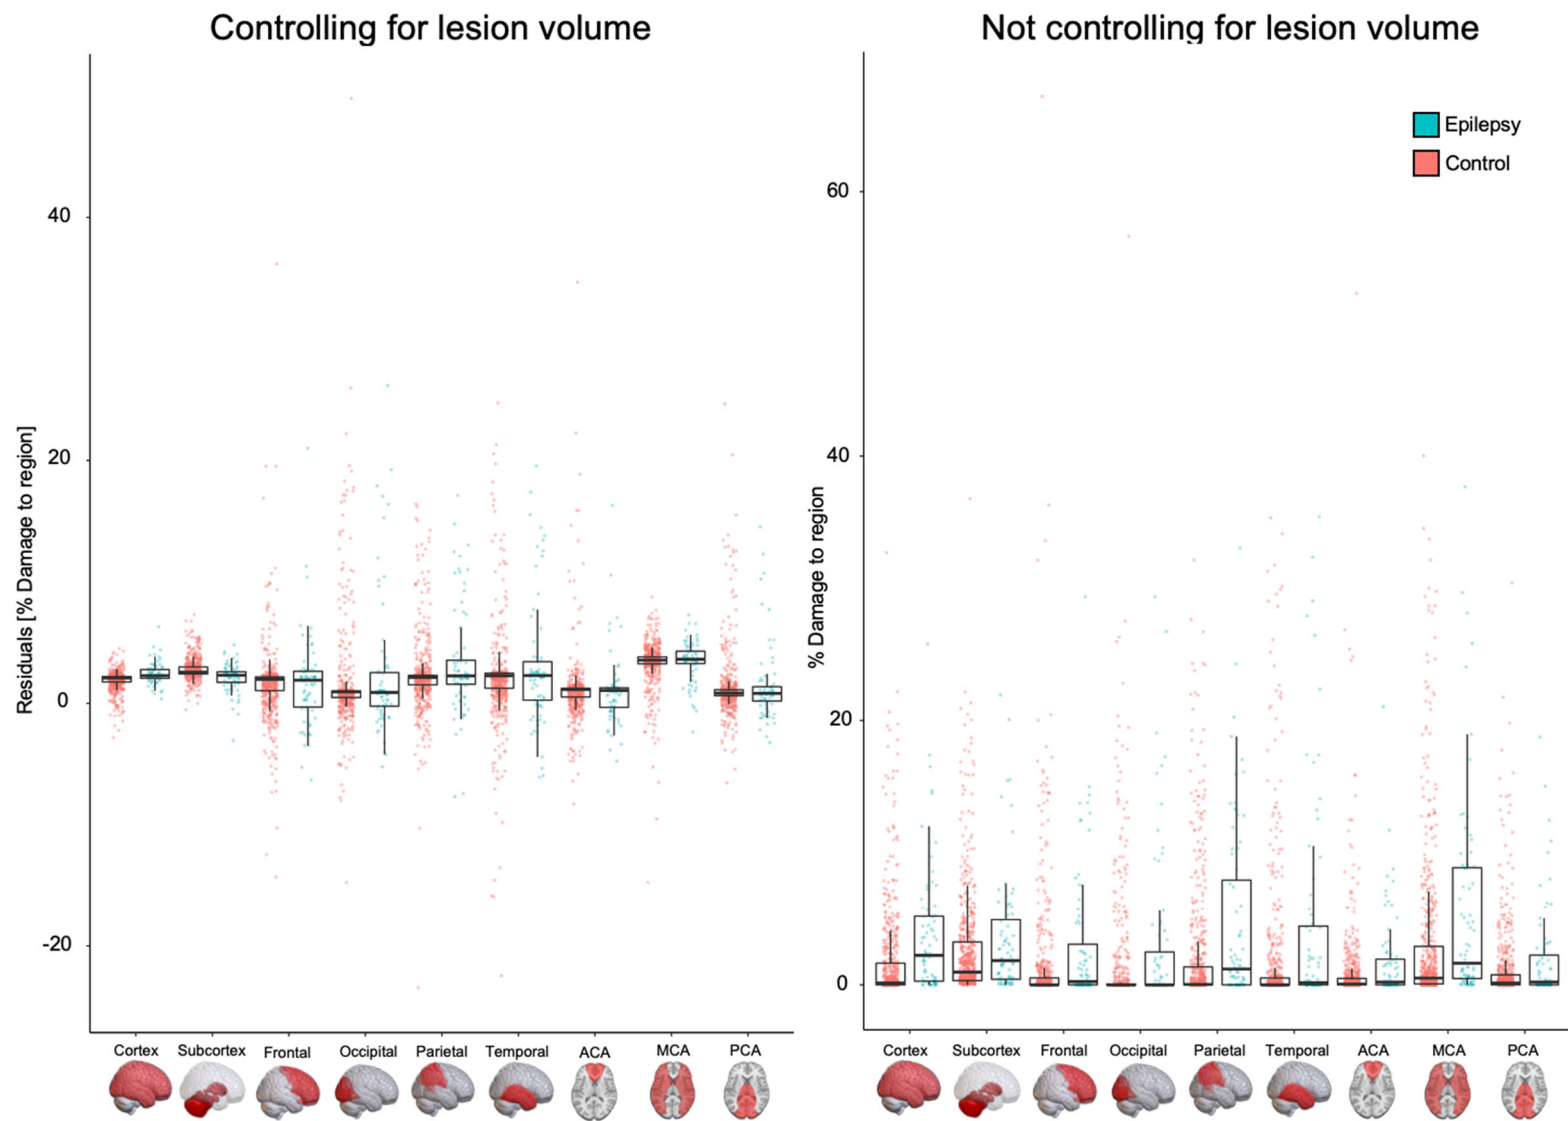 Controlling for lesion volume
Not controlling for lesion volume
Epilepsy
Control
Residuals [% Damage to region]
40
20
0
-20
Cortex Subcortex Frontal Occipital Parietal Temporal ACA MCA PCA
% Damage to region
60
40
20
0
Cortex Subcortex Frontal Occipital Parietal Temporal ACA MCA PCA